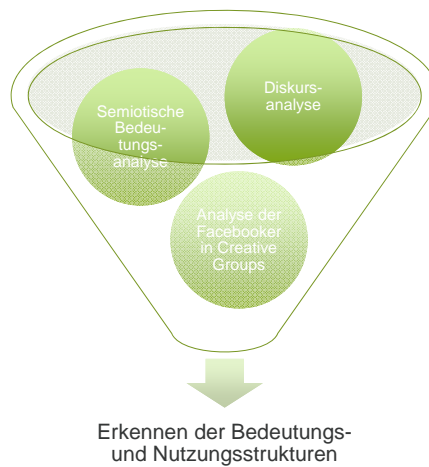 Diskurs-
analyse
Semiotische
Bedeu-
tungs-
analyse
Analyse der
Facebooker
in Creative
Groups
Erkennen der Bedeutungs-
und Nutzungsstrukturen